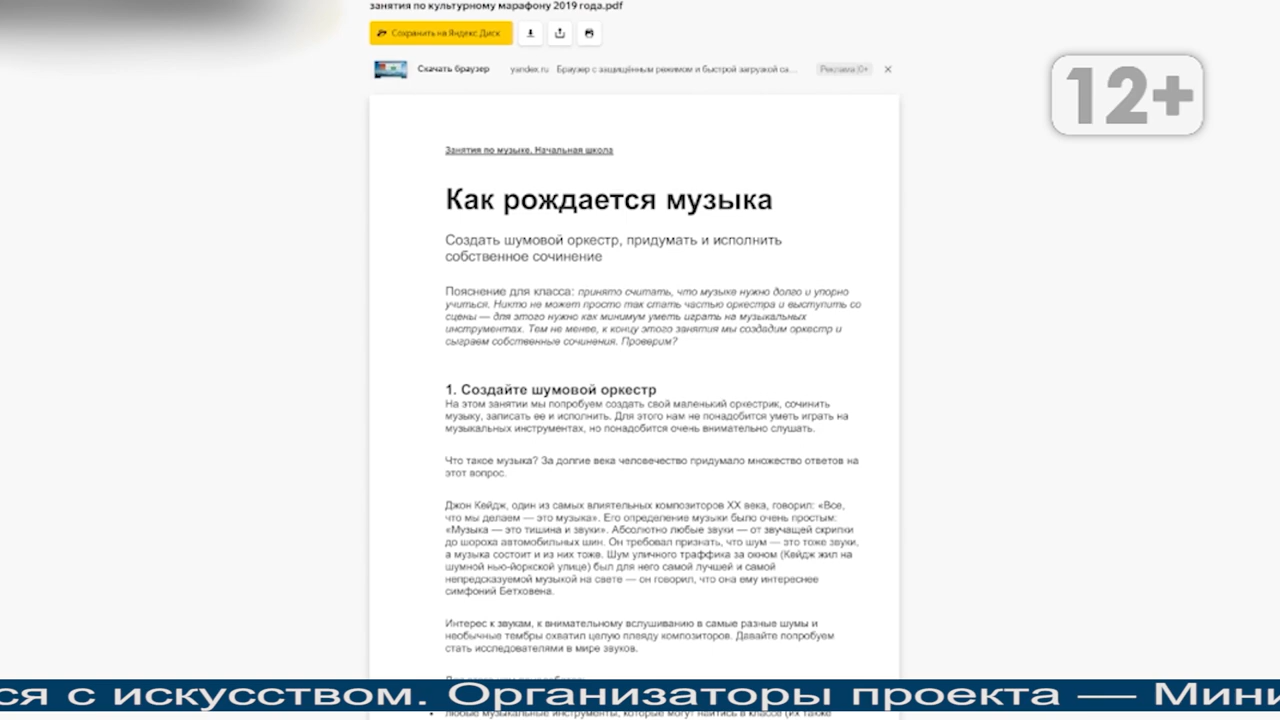 занятия по культурному марафону 2019 года.pdf
Сохранить на Яндекс Диск
Скачать браузер yandex.ru Браузер с защищённым режимом и быстрой загрузкой са... Реклама 0+
12+
Занятия по музыке. Начальная школа
Как рождается музыка
Создать шумовой оркестр, придумать и исполнить
собственное сочинение
Пояснение для класса: принято считать, что музыке нужно долго и упорно
учиться. Никто не может просто так стать частью оркестра и выступить со
сцены — для этого нужно как минимум уметь играть на музыкальных
инструментах. Тем не менее, к концу этого занятия мы создадим оркестр и
сыграем собственные сочинения. Проверим?
1. Создайте шумовой оркестр
На этом занятии мы попробуем создать свой маленький оркестрик, сочинить
музыку, записать ее и исполнить. Для этого нам не понадобится уметь играть на
музыкальных инструментах, но понадобится очень внимательно слушать.
Что такое музыка? За долгие века человечество придумало множество ответов на
этот вопрос.
Джон Кейдж, один из самых влиятельных композиторов XX века, говорил: «Все,
что мы делаем — это музыка». Его определение музыки было очень простым:
«Музыка — это тишина и звуки». Абсолютно любые звуки — от звучащей скрипки
до шороха автомобильных шин. Он требовал признать, что шум — это тоже звуки,
а музыка состоит и из них тоже. Шум уличного траффика за окном (Кейдж жил на
шумной нью-йоркской улице) был для него самой лучшей и самой
непредсказуемой музыкой на свете — он говорил, что она ему интереснее
симфоний Бетховена.
Интерес к звукам, к внимательному вслушиванию в самые разные шумы и
необычные тембры охватил целую плеяду композиторов. Давайте попробуем
стать исследователями в мире звуков.
ся с искусством. Организаторы проекта — Мини
любые музыкальные инструменты, которые могут найтись в классе (их также